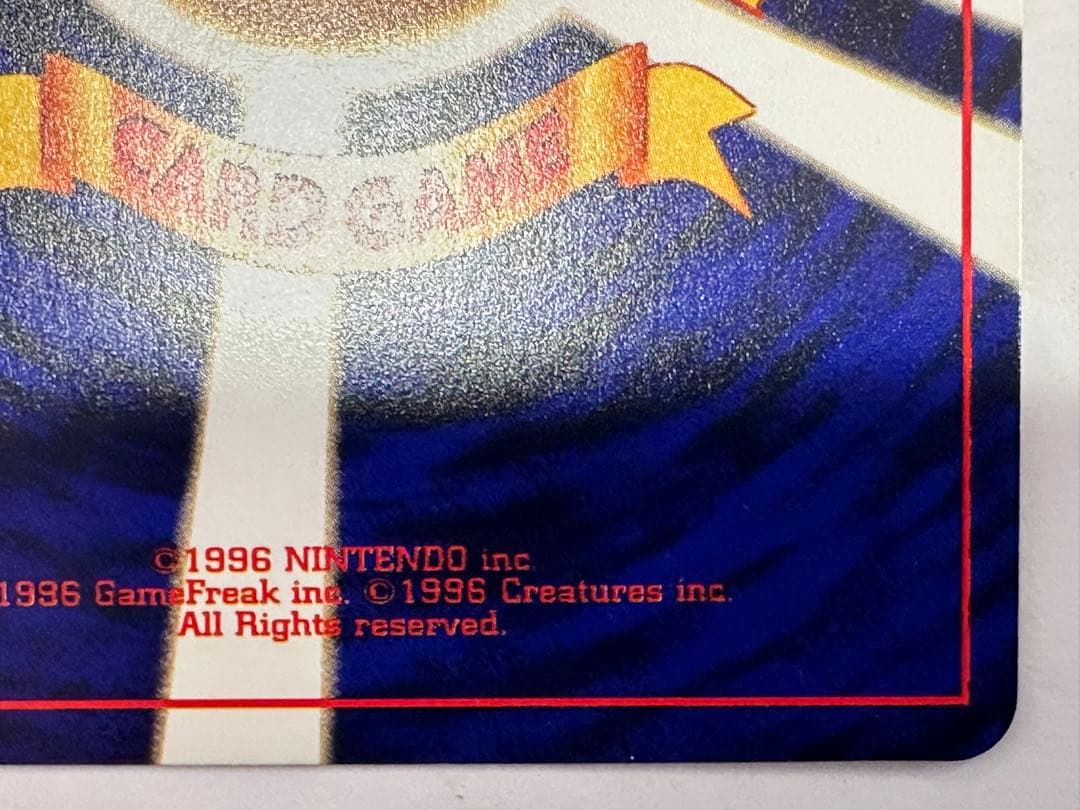 CARD GAME
©1996 NINTENDO inc.
1996 GameFreak inc. ©1996 Creatures inc.
All Rights reserved.